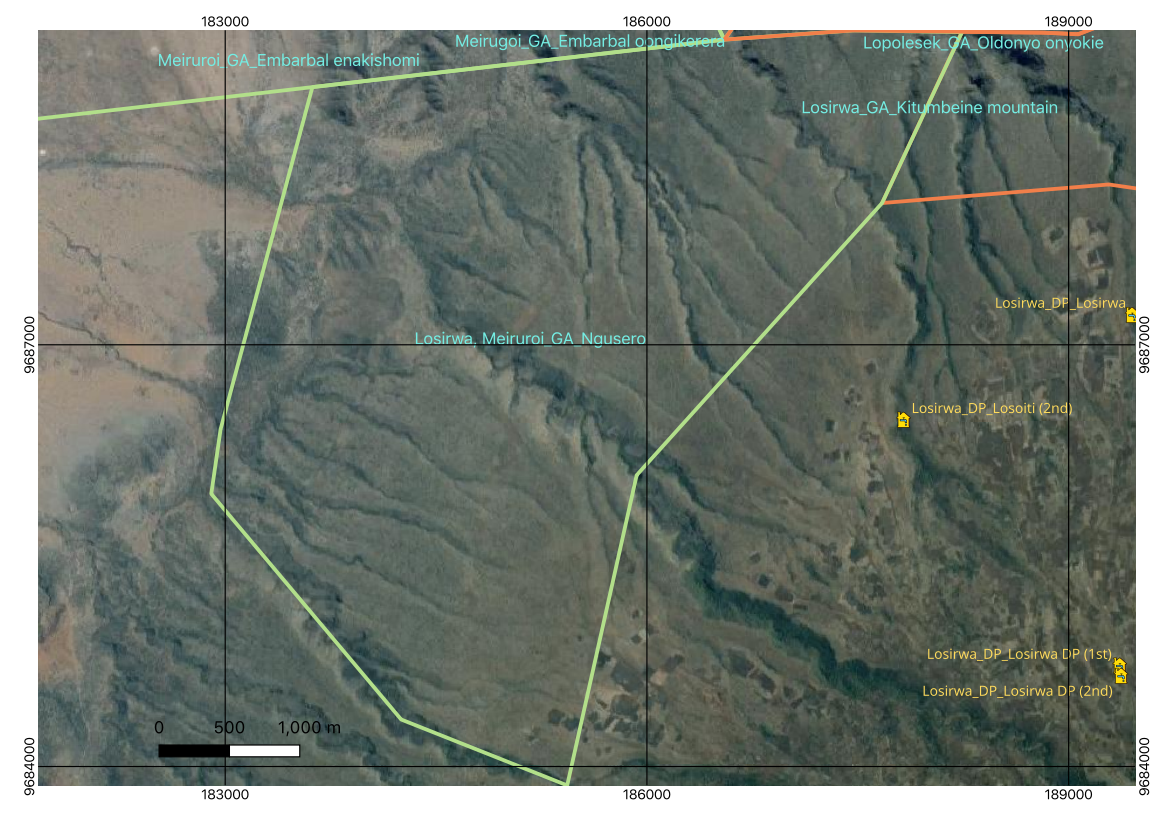 183000 186000 189000
Meirugoi_GA_Embarbal oongikerera
Lopolesek_GA_Oldonyo onyokie
Meiruroi_GA_Embarbal enakishomi
Losirwa_GA_Kitumbeine mountain
Losirwa_DP_Losirwa
9687000 9687000
Losirwa, Meiruroi_GA_Ngusero
Losirwa_DP_Losoiti (2nd)
Losirwa_DP_Losirwa DP (1st)
Losirwa_DP_Losirwa DP (2nd)
0 500 1,000 m
9684000 9684000
183000 186000 189000